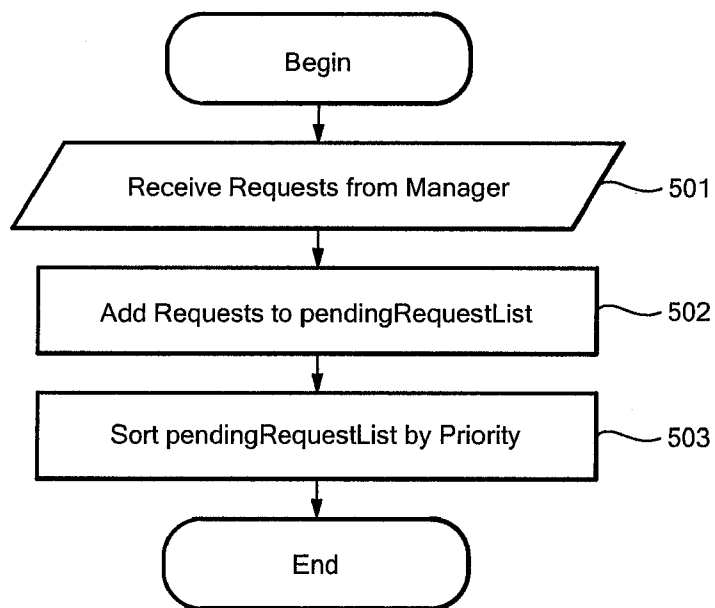 Begin
Receive Requests from Manager
501
Add Requests to pendingRequestList
502
Sort pendingRequestList by Priority
503
End